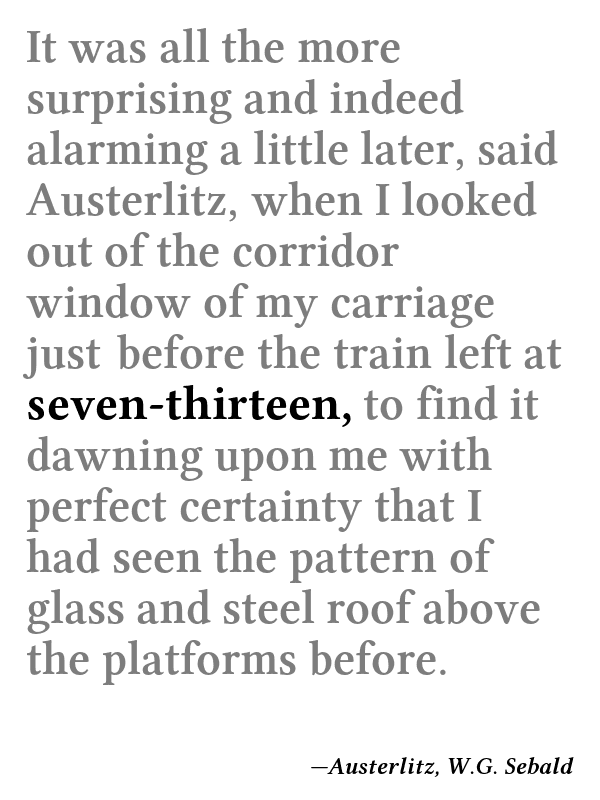 It was all the more
surprising and indeed
alarming a little later, said
Austerlitz, when I looked
out of the corridor
window of my carriage
just before the train left at
seven-thirteen, to find it
dawning upon me with
perfect certainty that I
had seen the pattern of
glass and steel roof above
the platforms before.
—Austerlitz, W.G. Sebald